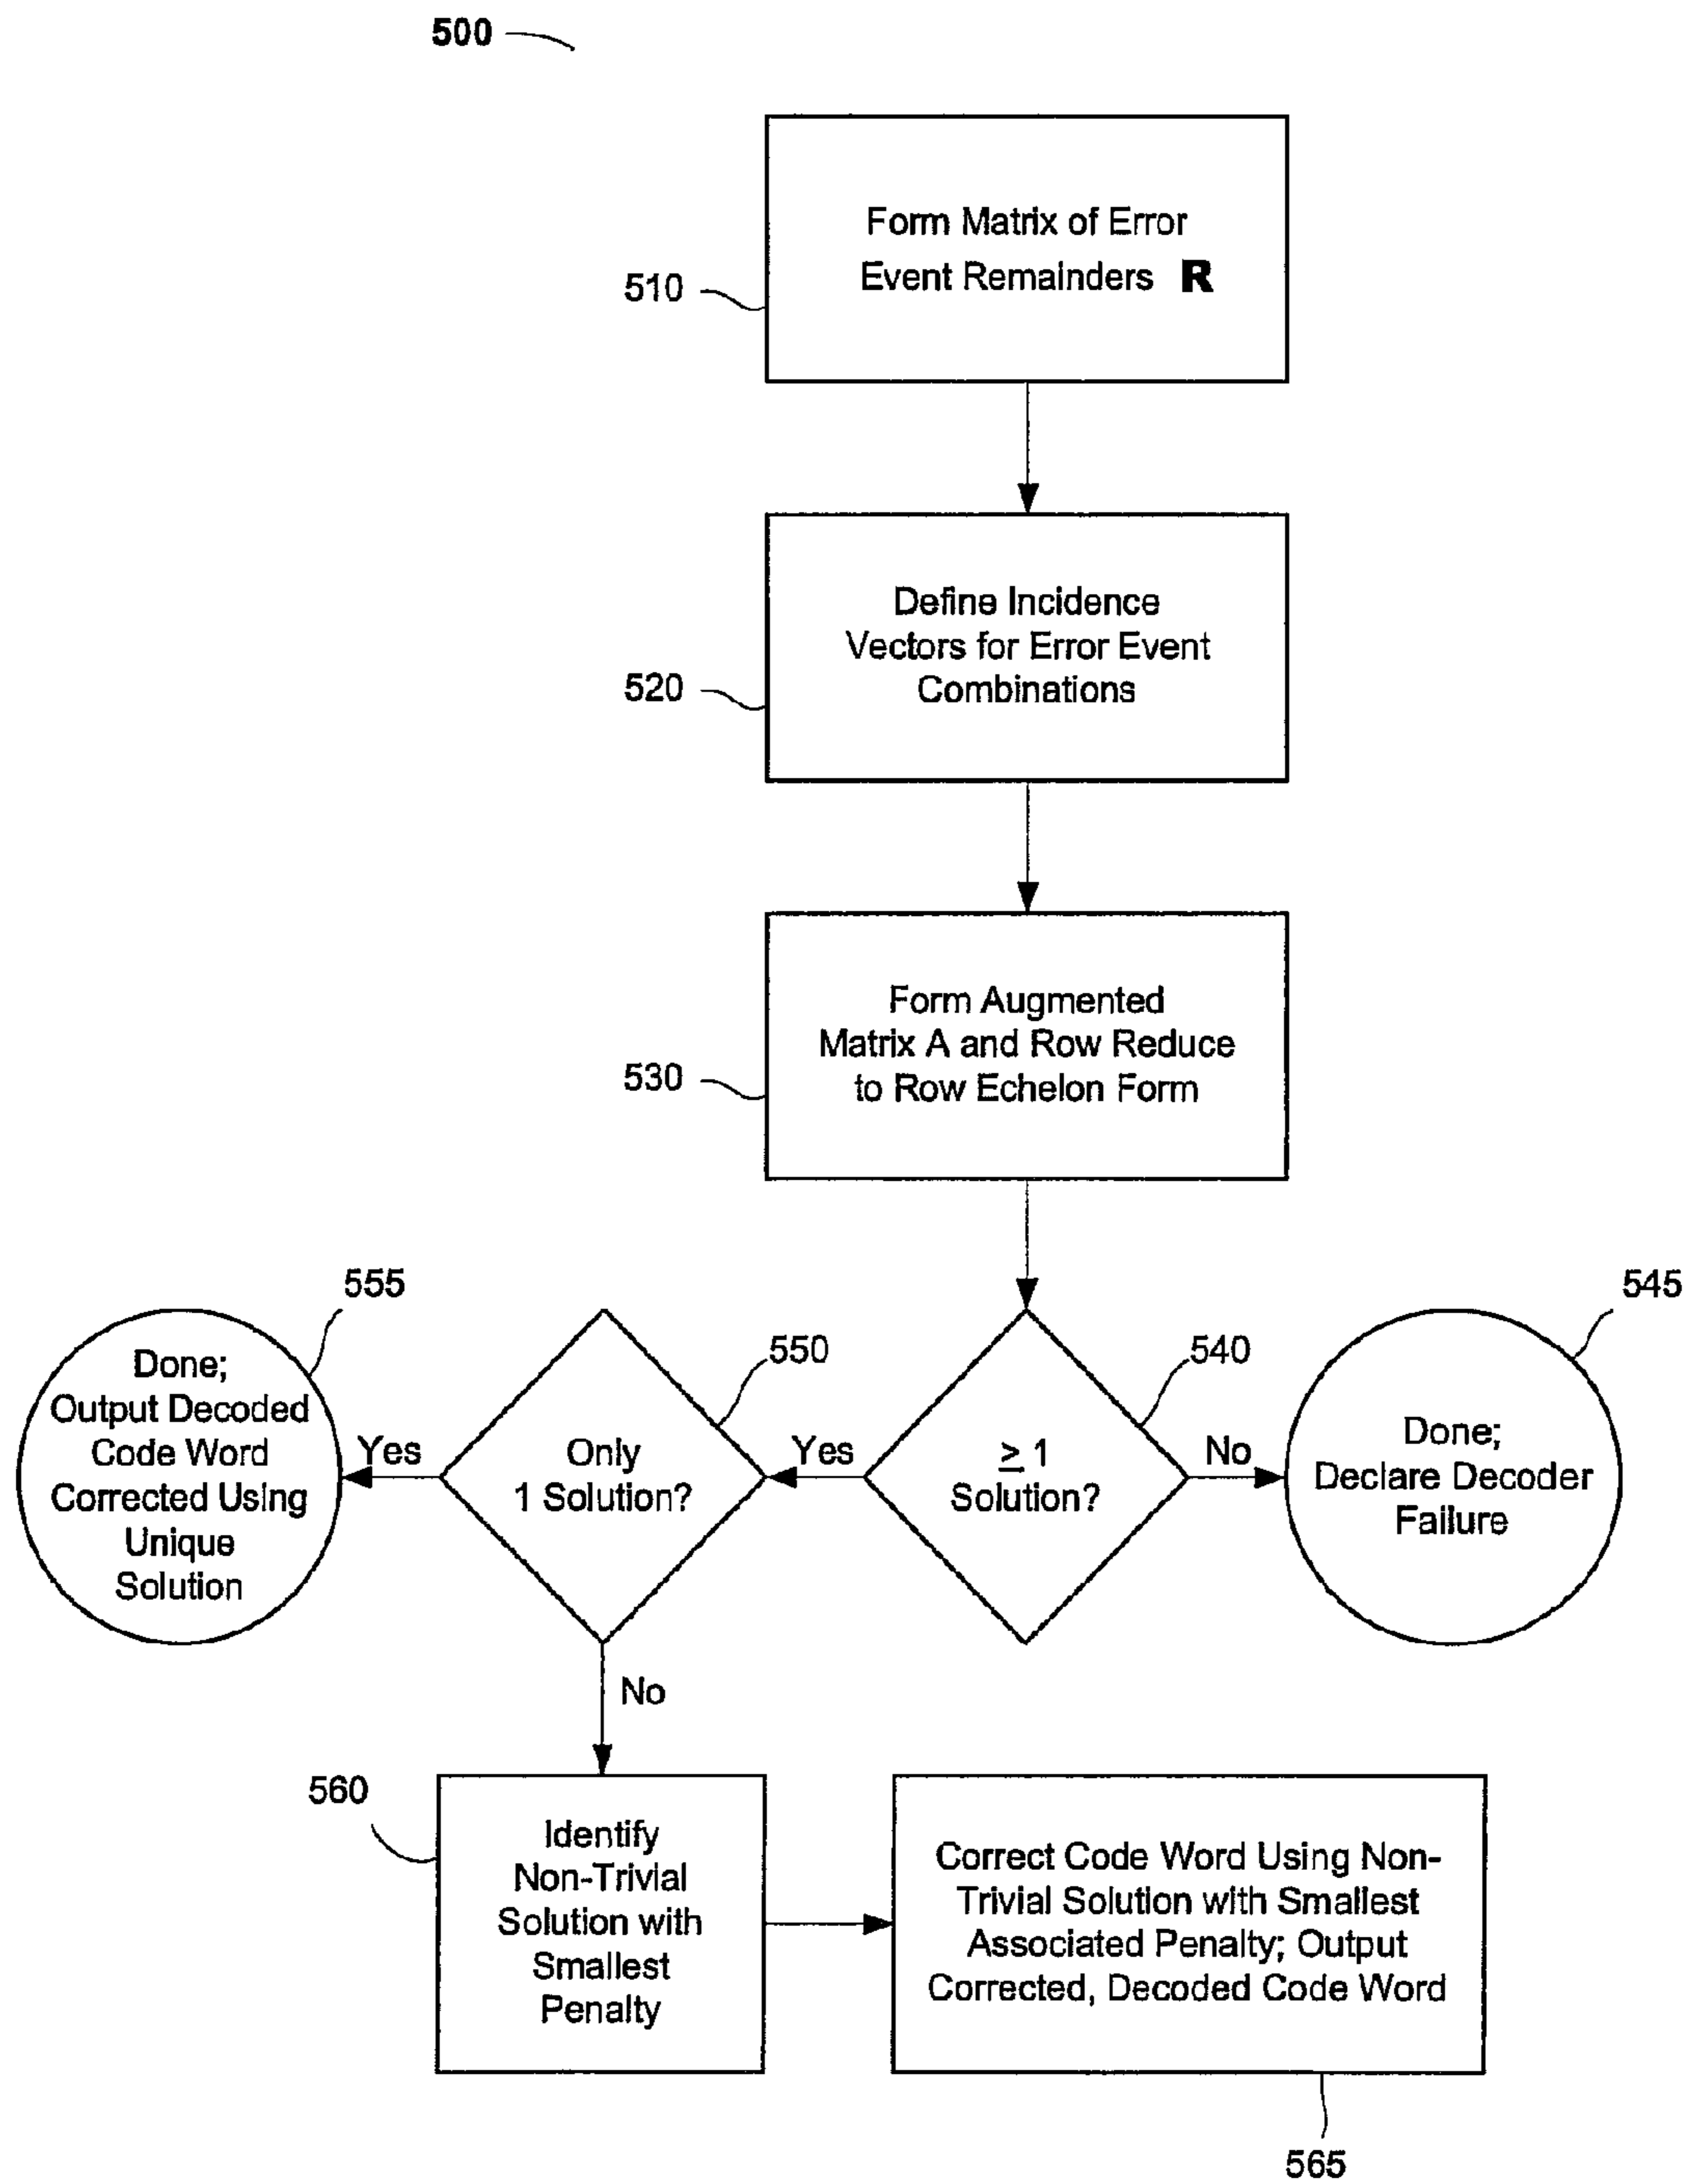 500
Form Matrix of Error
Event Remainders R
510
Define Incidence
Vectors for Error Event
Combinations
520
Form Augmented
Matrix A and Row Reduce
to Row Echelon Form
530
555
545
550
540
Done;
Output Decoded
Code Word
Corrected Using
Unique
Solution
Yes
Only
1 Solution?
Yes
≥ 1
Solution?
No
Done;
Declare Decoder
Failure
No
560
Identify
Non-Trivial
Solution with
Smallest
Penalty
Correct Code Word Using Non-
Trivial Solution with Smallest
Associated Penalty; Output
Corrected, Decoded Code Word
565